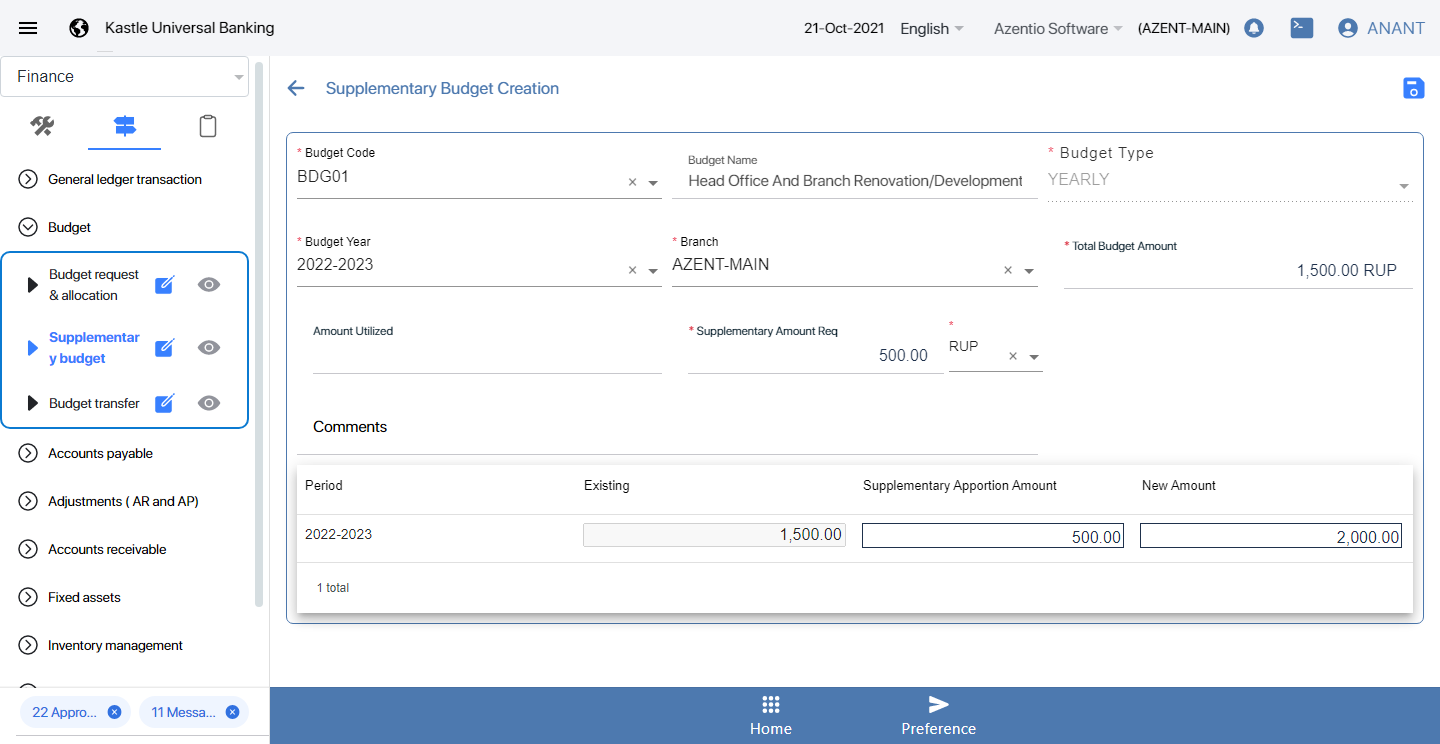 Kastle Universal Banking
21-Oct-2021
English
Azentio Software
(AZENT-MAIN)
ANANT
Finance
General ledger transaction
Budget
Budget request
& allocation
Supplementar
y budget
Budget transfer
Accounts payable
Adjustments ( AR and AP)
Accounts receivable
Fixed assets
Inventory management
22 Appro...
11 Messa...
Supplementary Budget Creation
* Budget Code
BDG01
Budget Name
Head Office And Branch Renovation/Development
* Budget Type
YEARLY
* Budget Year
2022-2023
* Branch
AZENT-MAIN
* Total Budget Amount
1,500.00 RUP
Amount Utilized
* Supplementary Amount Req
500.00
*
RUP
Comments
Period
Existing
Supplementary Apportion Amount
New Amount
2022-2023
1,500.00
500.00
2,000.00
1 total
Home
Preference